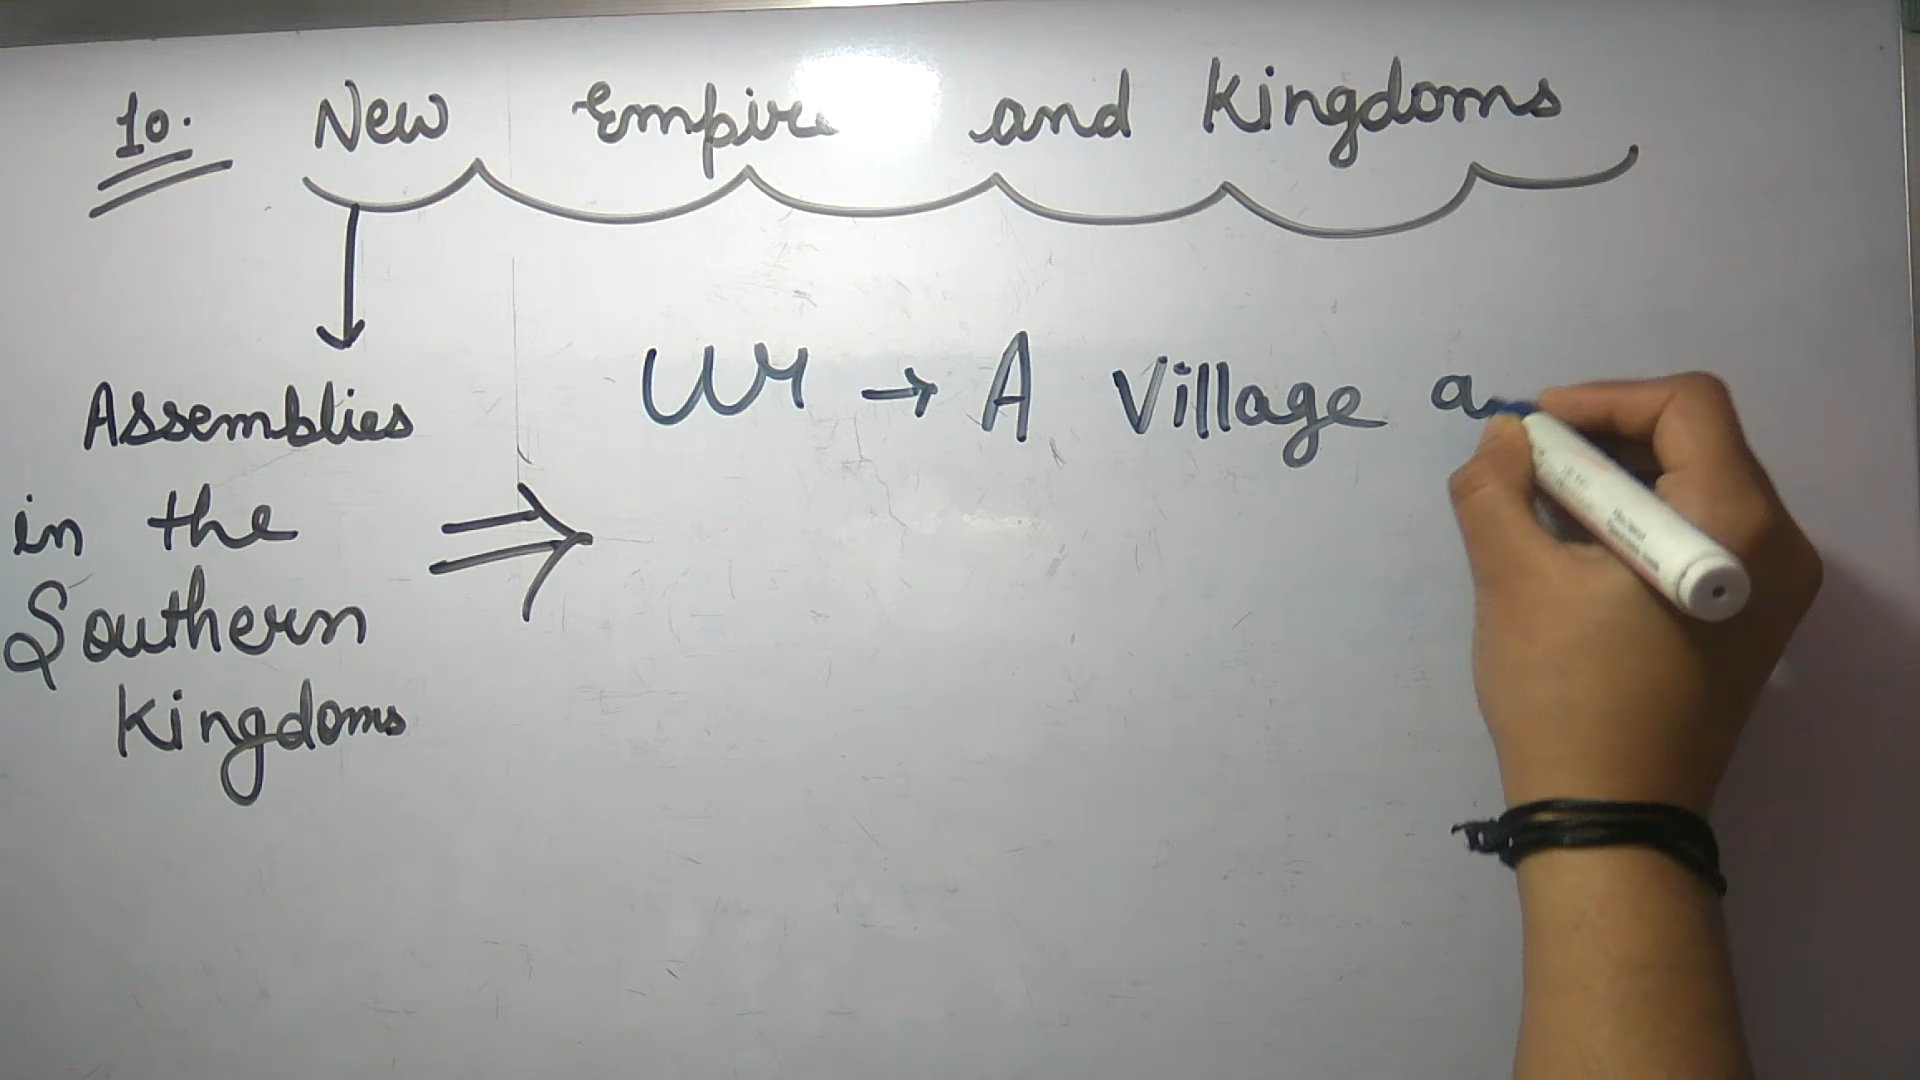 10. New Empire and Kingdoms
Assemblies
in the
Southern
Kingdoms
Ur → A Village a